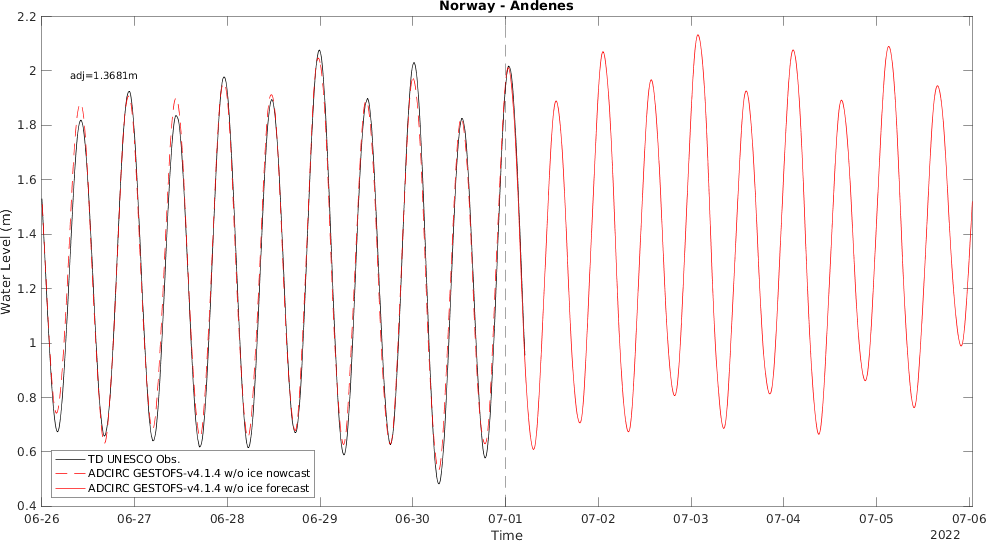 Norway - Andenes
2.2
2
1.8
1.6
1.4
1.2
1
0.8
0.6
0.4
Water Level (m)
adj=1.3681m
TD UNESCO Obs.
ADCIRC GESTOFS-v4.1.4 w/o ice nowcast
ADCIRC GESTOFS-v4.1.4 w/o ice forecast
06-26 06-27 06-28 06-29 06-30 07-01 07-02 07-03 07-04 07-05 07-06
Time
2022